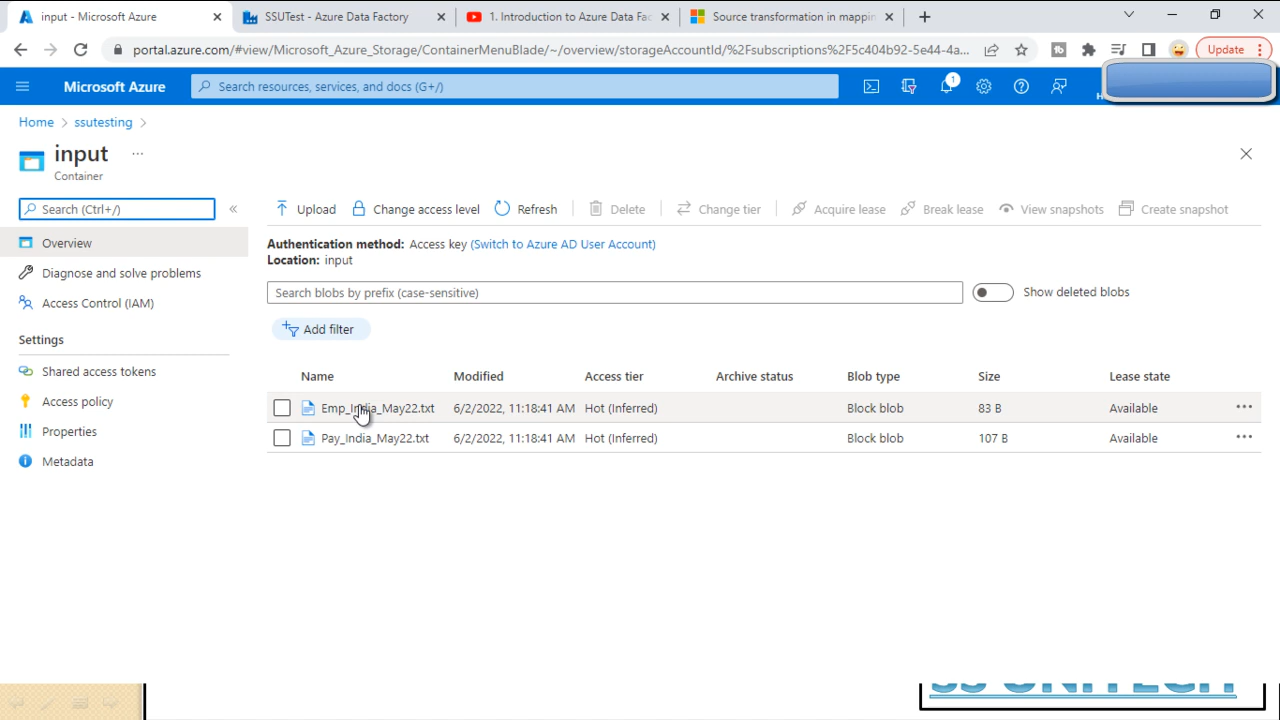 input - Microsoft Azure
SSUTest - Azure Data Factory
1. Introduction to Azure Data Fac
Source transformation in mappin
portal.azure.com/#view/Microsoft_Azure_Storage/ContainerMenuBlade/~/overview/storageAccountId/%2Fsubscriptions%2F5c404b92-5e44-4a...
Update
Microsoft Azure
Search resources, services, and docs (G+/)
1
Home > ssutesting >
input ...
Container
Search (Ctrl+/)
Upload
Change access level
Refresh
Delete
Change tier
Acquire lease
Break lease
View snapshots
Create snapshot
Overview
Diagnose and solve problems
Access Control (IAM)
Settings
Shared access tokens
Access policy
Properties
Metadata
Authentication method: Access key (Switch to Azure AD User Account)
Location: input
Search blobs by prefix (case-sensitive)
Show deleted blobs
Add filter
Name Modified Access tier Archive status Blob type Size Lease state
Emp_India_May22.txt 6/2/2022, 11:18:41 AM Hot (Inferred) Block blob 83 B Available
Pay_India_May22.txt 6/2/2022, 11:18:41 AM Hot (Inferred) Block blob 107 B Available
SS UNITECH